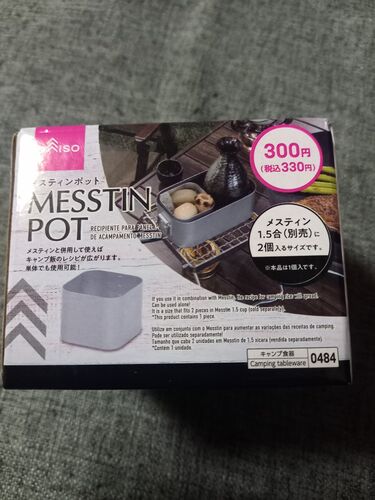 ISO
300円
(税込330円)
スティンポット
MESSTIN
POT
RECIPIENTE PARA PANELA
DE ACAMPAMENTO MESSTIN
メスティンと併用して使えば
キャンプ飯のレシピが広がります。
単体でも使用可能!
メスティン
1.5合(別売)に
2個入るサイズです。
※本品は1個入です。
If you use it in combination with Messtin, the recipe for camping rice will spread.
Can be used alone!
It is a size that fits 2 pieces in Messtin 1.5 cup (sold separately).
*This product contains 1 piece.
Utilize em conjunto com o Messtin para aumentar as variações das receitas de camping.
Pode ser utilizado separadamente!
Tamanho que cabe 2 unidades em Messtin de 1.5 xícara (vendida separadamente).
*Contém 1 unidade.
キャンプ食器
Camping tableware
0484